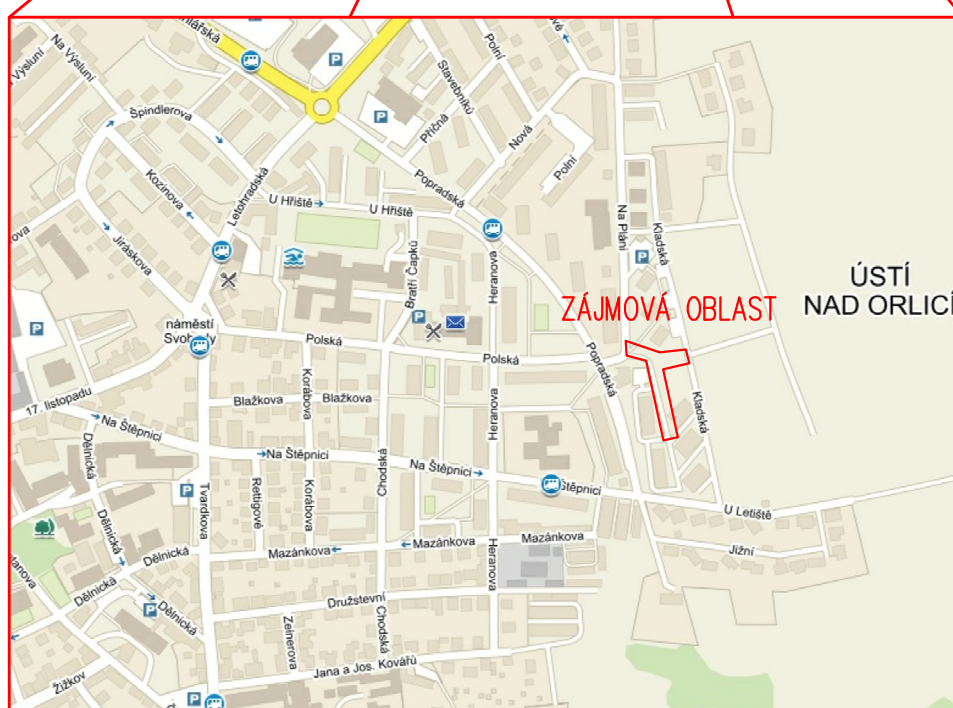 Na Výsluní
Výsluní
Špindlerova
Kozinova
Jiráskova
Letohradská
U Hřiště
U Hřiště
Popradská
Stavebníků
Příčná
Polní
Nová
Polní
Na Pláni
Kladská
P
P
P
P
P
P
P
P
ÚSTÍ
NAD ORLICÍ
ZÁJMOVÁ OBLAST
Bratří Čapků
Heranova
náměstí
Svobody
Polská
Polská
Popradská
Kladská
17. listopadu
Blažkova
Blažkova
Korábova
Heranova
Na Štěpnici
Na Štěpnici
Na Štěpnici
Štěpnici
U Letiště
Jižní
Dělnická
Dělnická
Dělnická
Dělnická
Dělnická
Tvardkova
Rettigové
Korábova
Chodská
Mazánkova
Mazánkova
Mazánkova
Heranova
Družstevní
Zelnerova
Chodská
Jana a Jos. Kovářů
Žižkov